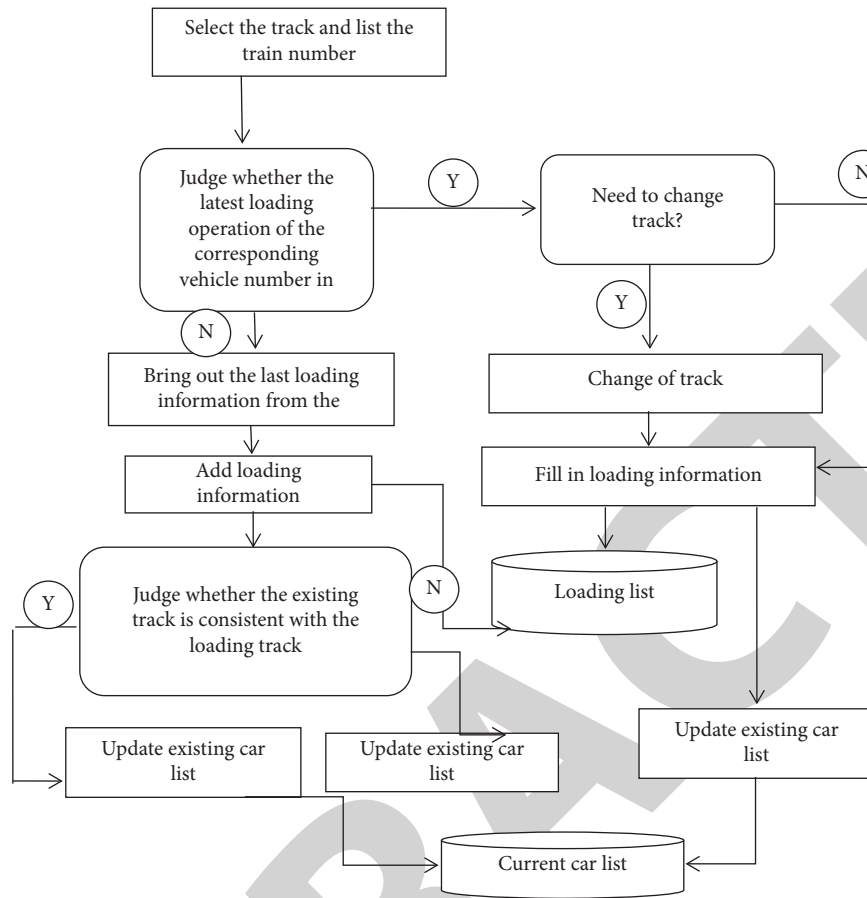 Select the track and list the
train number
Judge whether the
latest loading
operation of the
corresponding
vehicle number in
Y
Need to change
track?
N
N
Y
Bring out the last loading
information from the
Change of track
Add loading
information
Fill in loading information
Y
Judge whether the existing
track is consistent with the
loading track
N
Loading list
Update existing car
list
Update existing car
list
Update existing car
list
Current car list